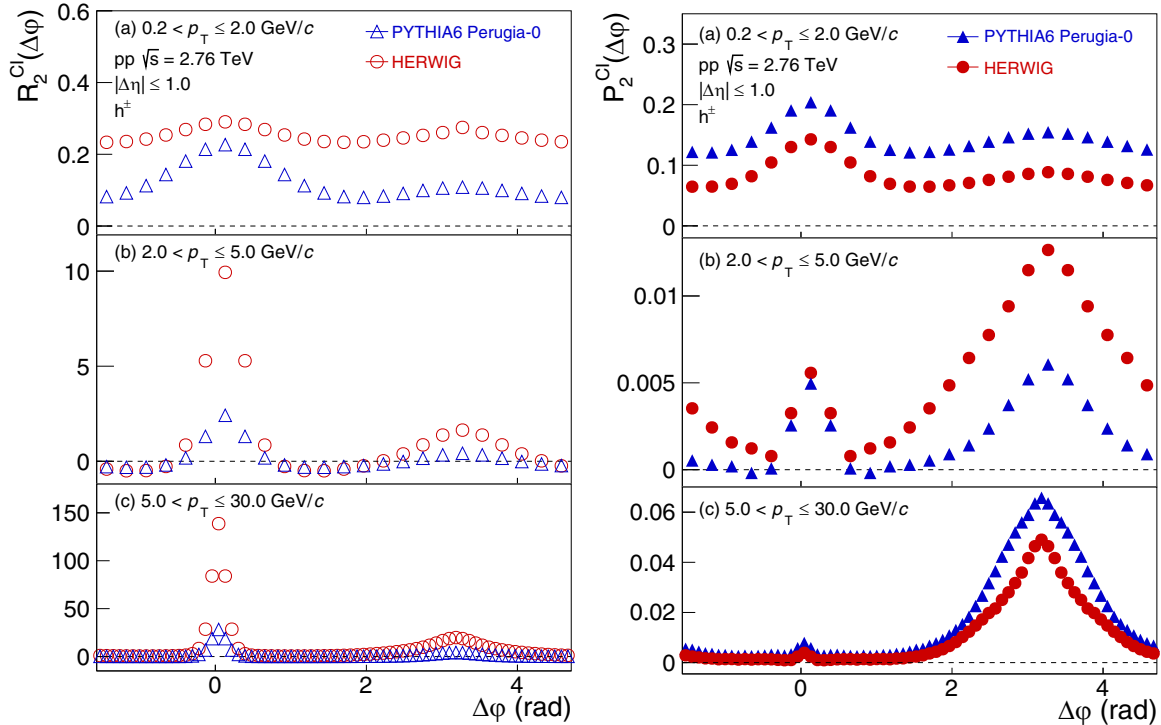 R₂^CI(Δφ)
0.6
0.4
0.2
0
(a) 0.2 < p_T ≤ 2.0 GeV/c
pp √s = 2.76 TeV
|Δη| ≤ 1.0
h±
PYTHIA6 Perugia-0
HERWIG
10
5
0
(b) 2.0 < p_T ≤ 5.0 GeV/c
150
100
50
0
(c) 5.0 < p_T ≤ 30.0 GeV/c
0 2 4
Δφ (rad)
P₂^CI(Δφ)
0.3
0.2
0.1
0
(a) 0.2 < p_T ≤ 2.0 GeV/c
pp √s = 2.76 TeV
|Δη| ≤ 1.0
h±
PYTHIA6 Perugia-0
HERWIG
0.01
0.005
0
(b) 2.0 < p_T ≤ 5.0 GeV/c
0.06
0.04
0.02
0
(c) 5.0 < p_T ≤ 30.0 GeV/c
0 2 4
Δφ (rad)